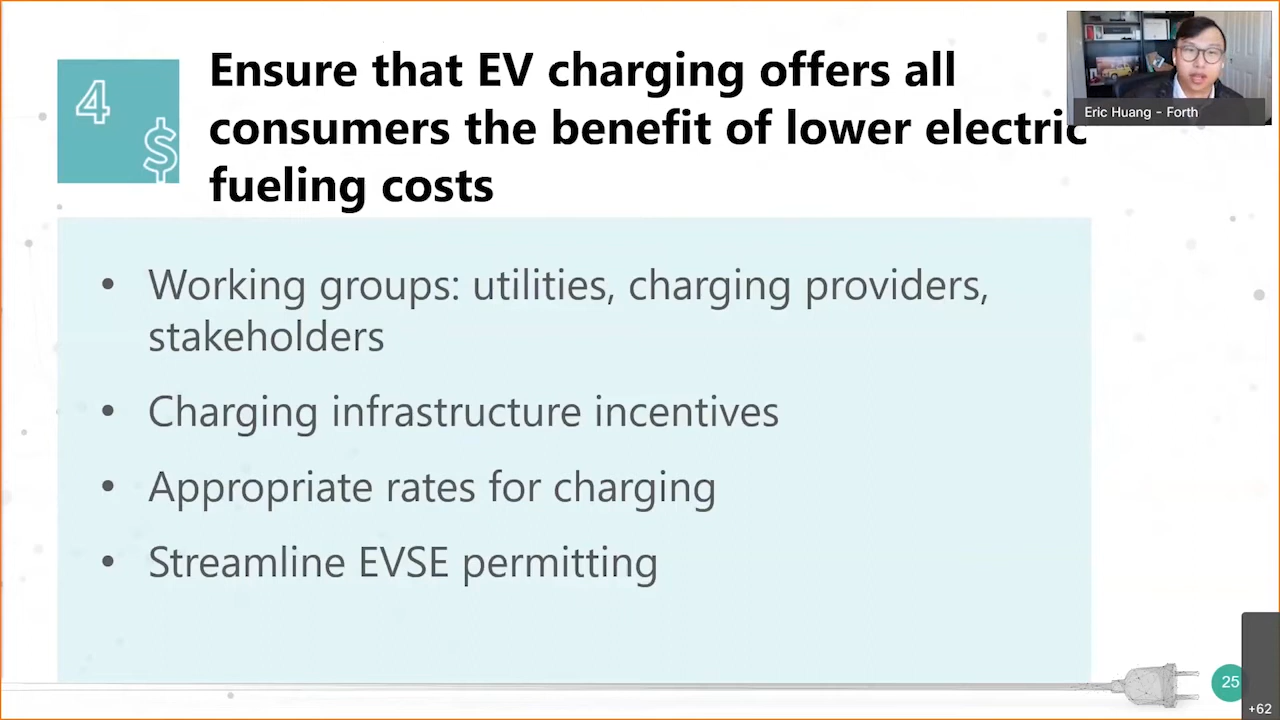 4
$
Ensure that EV charging offers all
consumers the benefit of lower electric
fueling costs
Eric Huang - Forth
• Working groups: utilities, charging providers,
stakeholders
• Charging infrastructure incentives
• Appropriate rates for charging
• Streamline EVSE permitting
25
+62